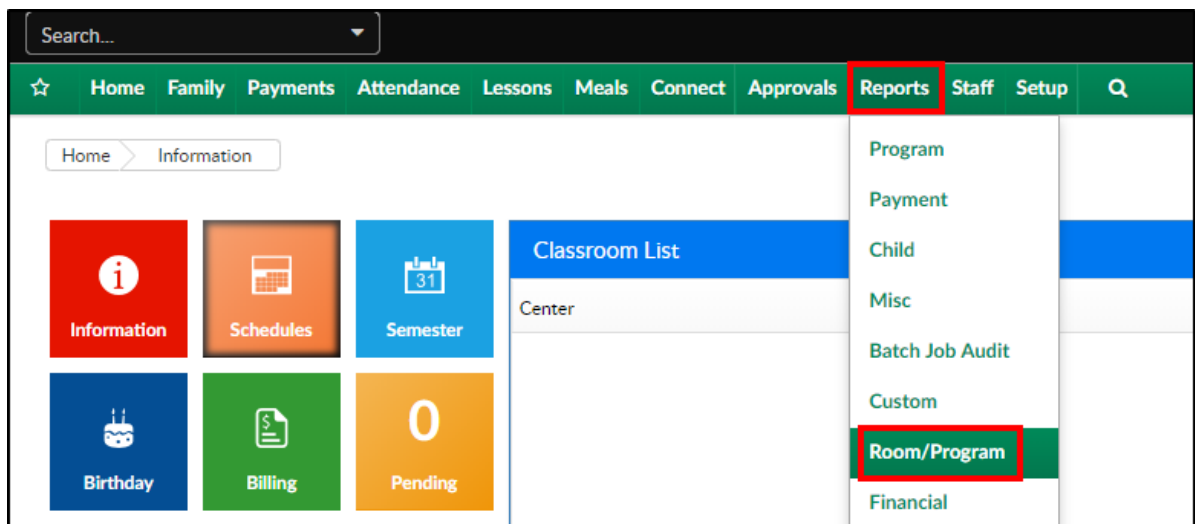 Search...
Home Family Payments Attendance Lessons Meals Connect Approvals Reports Staff Setup
Home Information
Program
Payment
Child
Misc
Batch Job Audit
Custom
Room/Program
Financial
Information
Schedules
31
Semester
Classroom List
Center
Birthday
$
Billing
0
Pending